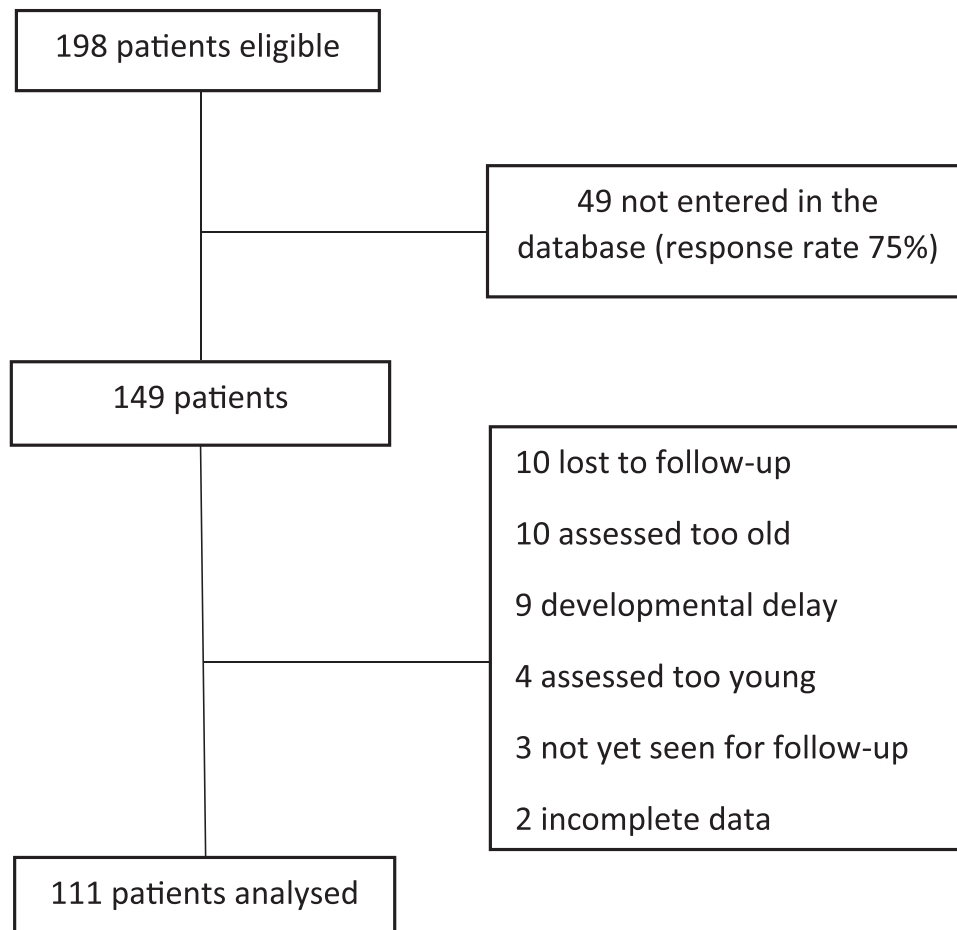 198 patients eligible
49 not entered in the
database (response rate 75%)
149 patients
10 lost to follow-up
10 assessed too old
9 developmental delay
4 assessed too young
3 not yet seen for follow-up
2 incomplete data
111 patients analysed